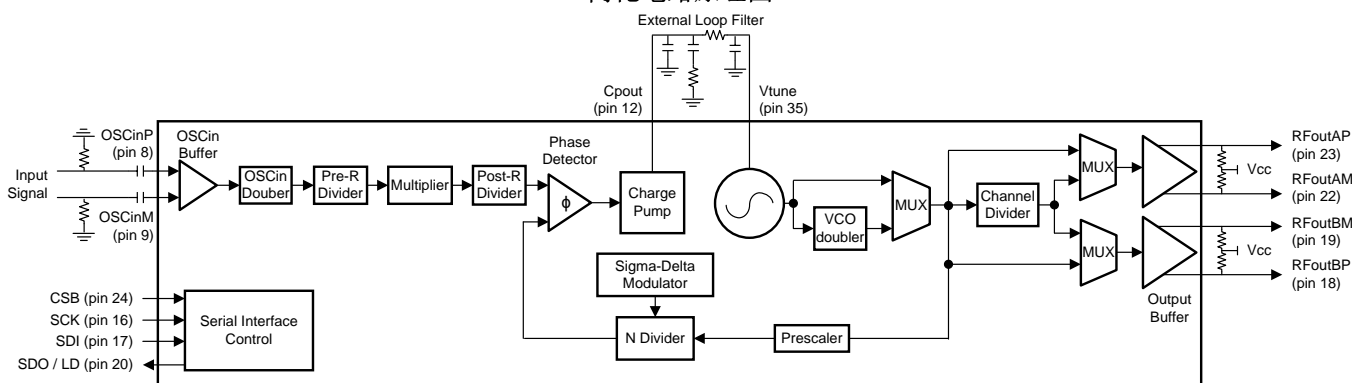 External Loop Filter
Cpout
(pin 12)
Vtune
(pin 35)
OSCinP
(pin 8)
OSCin
Buffer
Input
Signal
OSCinM
(pin 9)
OSCin
Douber
Pre-R
Divider
Multiplier
Post-R
Divider
Phase
Detector
ϕ
Charge
Pump
VCO
doubler
MUX
Channel
Divider
MUX
MUX
Output
Buffer
RFoutAP
(pin 23)
Vcc
RFoutAM
(pin 22)
RFoutBM
(pin 19)
Vcc
RFoutBP
(pin 18)
Sigma-Delta
Modulator
N Divider
Prescaler
CSB (pin 24)
SCK (pin 16)
SDI (pin 17)
SDO / LD (pin 20)
Serial Interface
Control